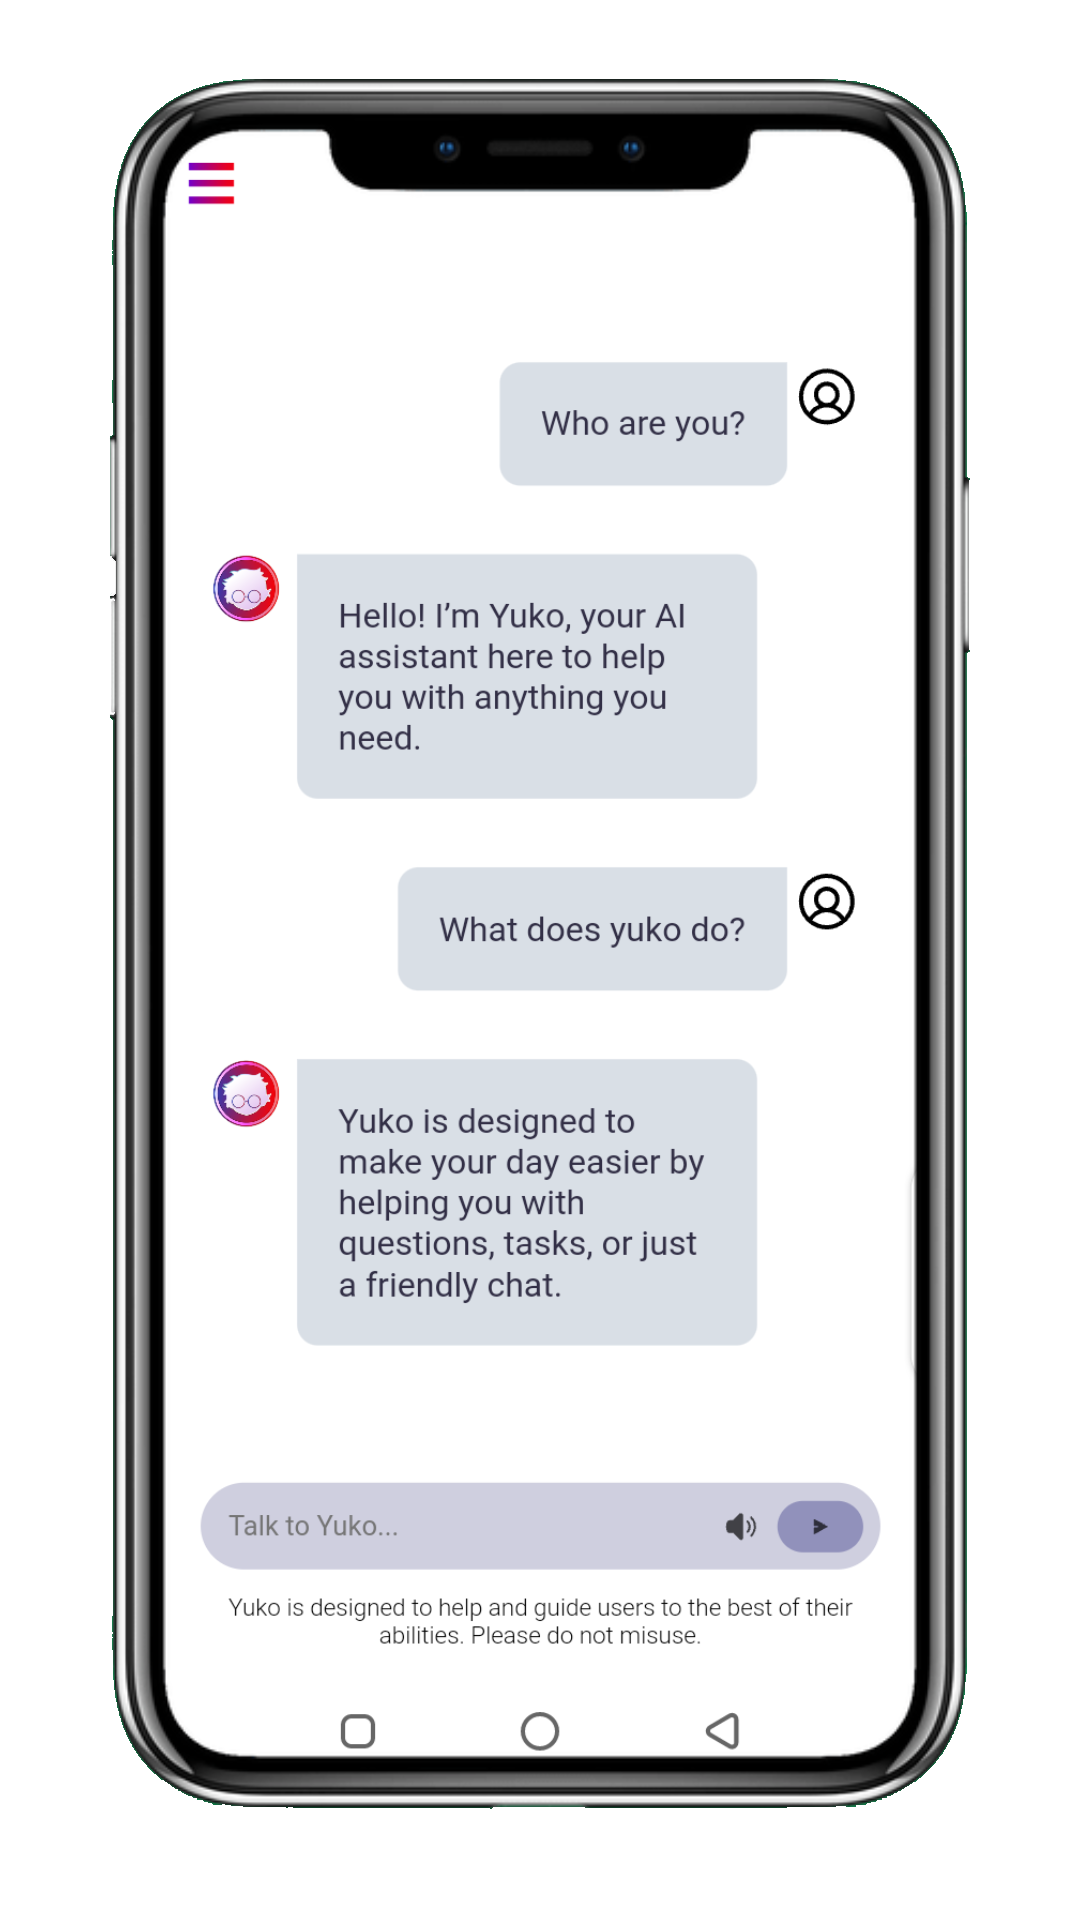 Who are you?
Hello! I’m Yuko, your AI
assistant here to help
you with anything you
need.
What does yuko do?
Yuko is designed to
make your day easier by
helping you with
questions, tasks, or just
a friendly chat.
Talk to Yuko...
Yuko is designed to help and guide users to the best of their
abilities. Please do not misuse.